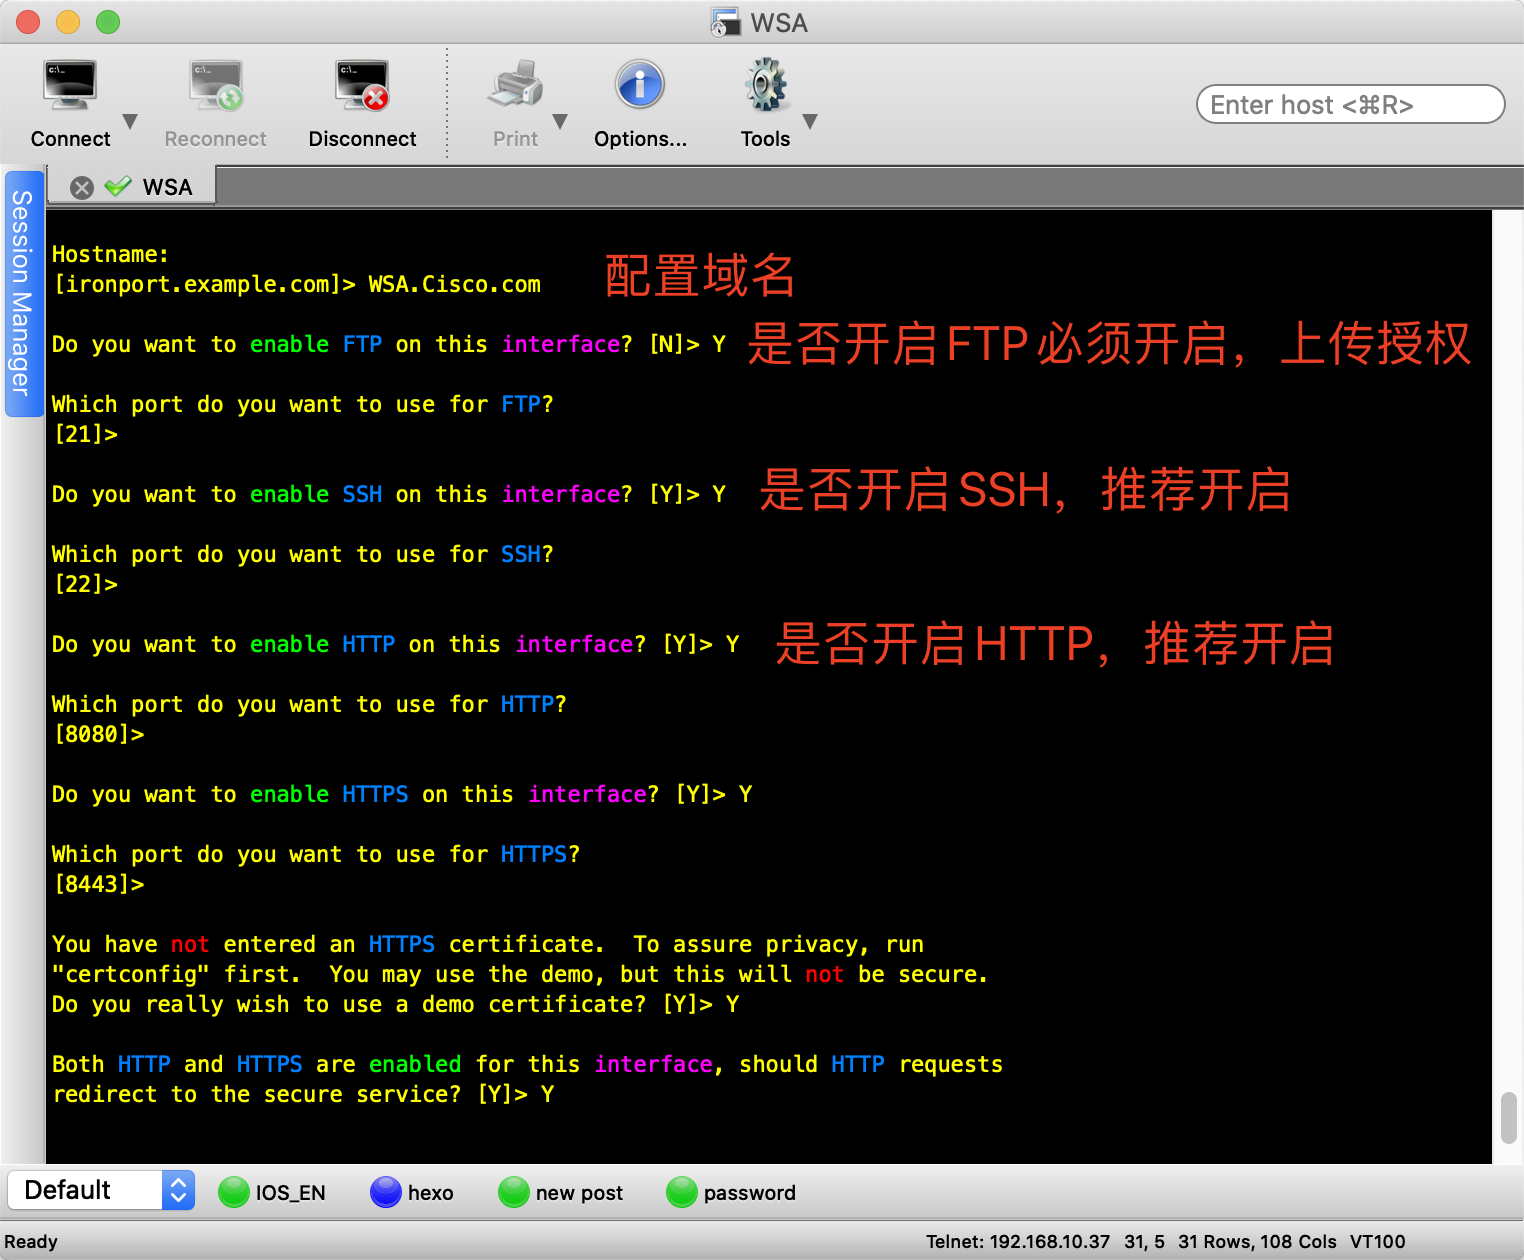 WSA
Connect
Reconnect
Disconnect
Print
Options...
Tools
Enter host <⌘R>
Session Manager
WSA
Hostname:
[ironport.example.com]> WSA.Cisco.com 配置域名
Do you want to enable FTP on this interface? [N]> Y 是否开启FTP必须开启，上传授权
Which port do you want to use for FTP?
[21]>
Do you want to enable SSH on this interface? [Y]> Y 是否开启SSH，推荐开启
Which port do you want to use for SSH?
[22]>
Do you want to enable HTTP on this interface? [Y]> Y 是否开启HTTP，推荐开启
Which port do you want to use for HTTP?
[8080]>
Do you want to enable HTTPS on this interface? [Y]> Y
Which port do you want to use for HTTPS?
[8443]>
You have not entered an HTTPS certificate.  To assure privacy, run
"certconfig" first.  You may use the demo, but this will not be secure.
Do you really wish to use a demo certificate? [Y]> Y
Both HTTP and HTTPS are enabled for this interface, should HTTP requests
redirect to the secure service? [Y]> Y
Default IOS_EN hexo new post password
Ready Telnet: 192.168.10.37 31, 5 31 Rows, 108 Cols VT100